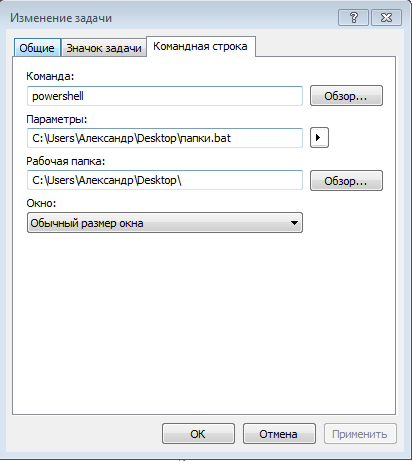 Изменение задачи
Общие Значок задачи Командная строка
Команда:
powershell Обзор...
Параметры:
C:\Users\Александр\Desktop\папки.bat
Рабочая папка:
C:\Users\Александр\Desktop\ Обзор...
Окно:
Обычный размер окна
ОК Отмена Применить